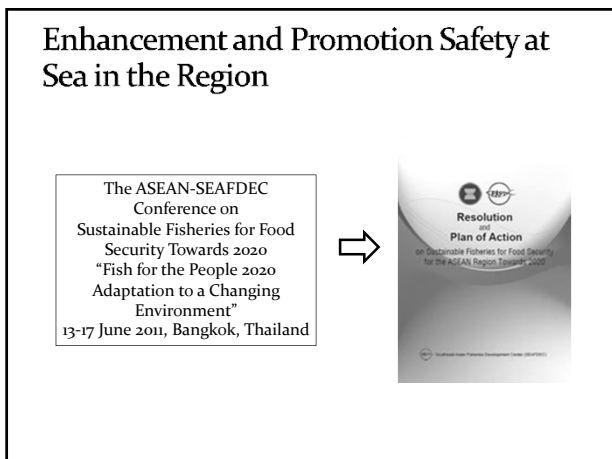 Enhancement and Promotion Safety at
Sea in the Region
The ASEAN-SEAFDEC
Conference on
Sustainable Fisheries for Food
Security Towards 2020
“Fish for the People 2020
Adaptation to a Changing
Environment”
13-17 June 2011, Bangkok, Thailand
Resolution
and
Plan of Action
on Sustainable Fisheries for Food Security
for the ASEAN Region Towards 2020
Southeast Asian Fisheries Development Center (SEAFDEC)